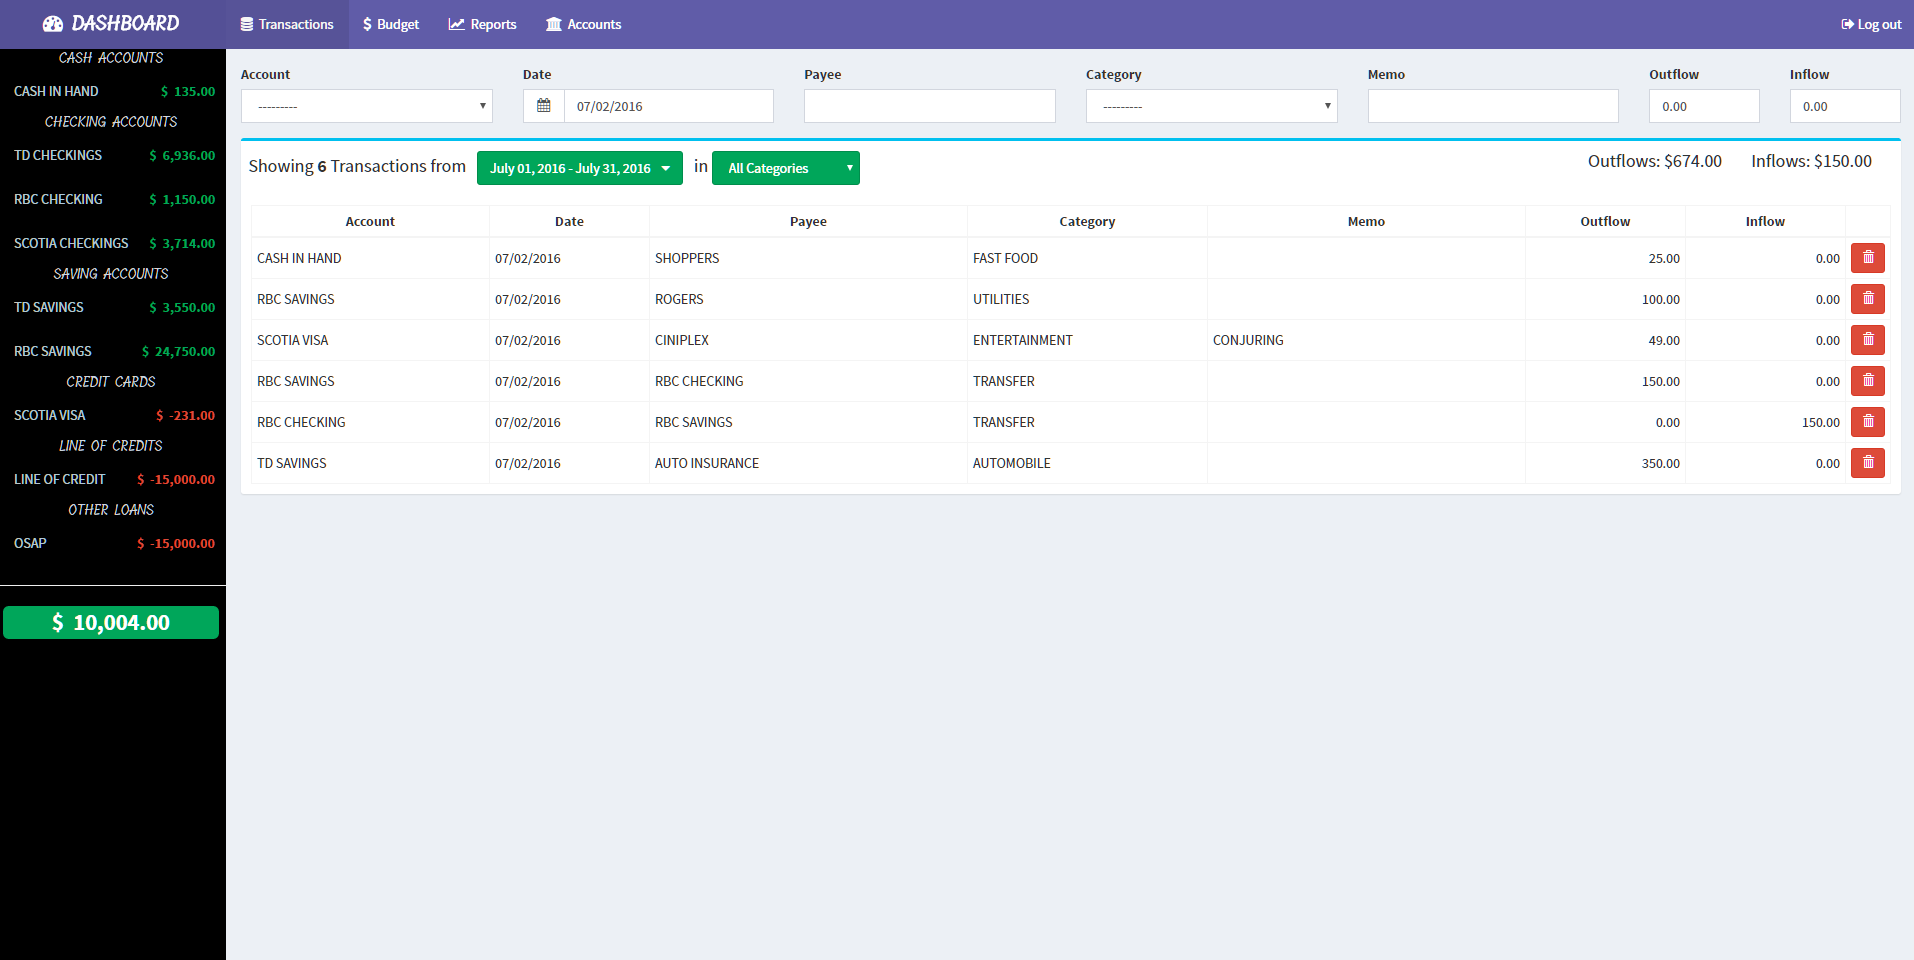 DASHBOARD Transactions $ Budget Reports Accounts Log out
CASH ACCOUNTS
CASH IN HAND $ 135.00
CHECKING ACCOUNTS
TD CHECKINGS $ 6,936.00
RBC CHECKING $ 1,150.00
SCOTIA CHECKINGS $ 3,714.00
SAVING ACCOUNTS
TD SAVINGS $ 3,550.00
RBC SAVINGS $ 24,750.00
CREDIT CARDS
SCOTIA VISA $ -231.00
LINE OF CREDITS
LINE OF CREDIT $ -15,000.00
OTHER LOANS
OSAP $ -15,000.00
$ 10,004.00
Account Date Payee Category Memo Outflow Inflow
--------- 07/02/2016 --------- 0.00 0.00
Showing 6 Transactions from July 01, 2016 - July 31, 2016 in All Categories Outflows: $674.00 Inflows: $150.00
Account Date Payee Category Memo Outflow Inflow
CASH IN HAND 07/02/2016 SHOPPERS FAST FOOD 25.00 0.00
RBC SAVINGS 07/02/2016 ROGERS UTILITIES 100.00 0.00
SCOTIA VISA 07/02/2016 CINIPLEX ENTERTAINMENT CONJURING 49.00 0.00
RBC SAVINGS 07/02/2016 RBC CHECKING TRANSFER 150.00 0.00
RBC CHECKING 07/02/2016 RBC SAVINGS TRANSFER 0.00 150.00
TD SAVINGS 07/02/2016 AUTO INSURANCE AUTOMOBILE 350.00 0.00